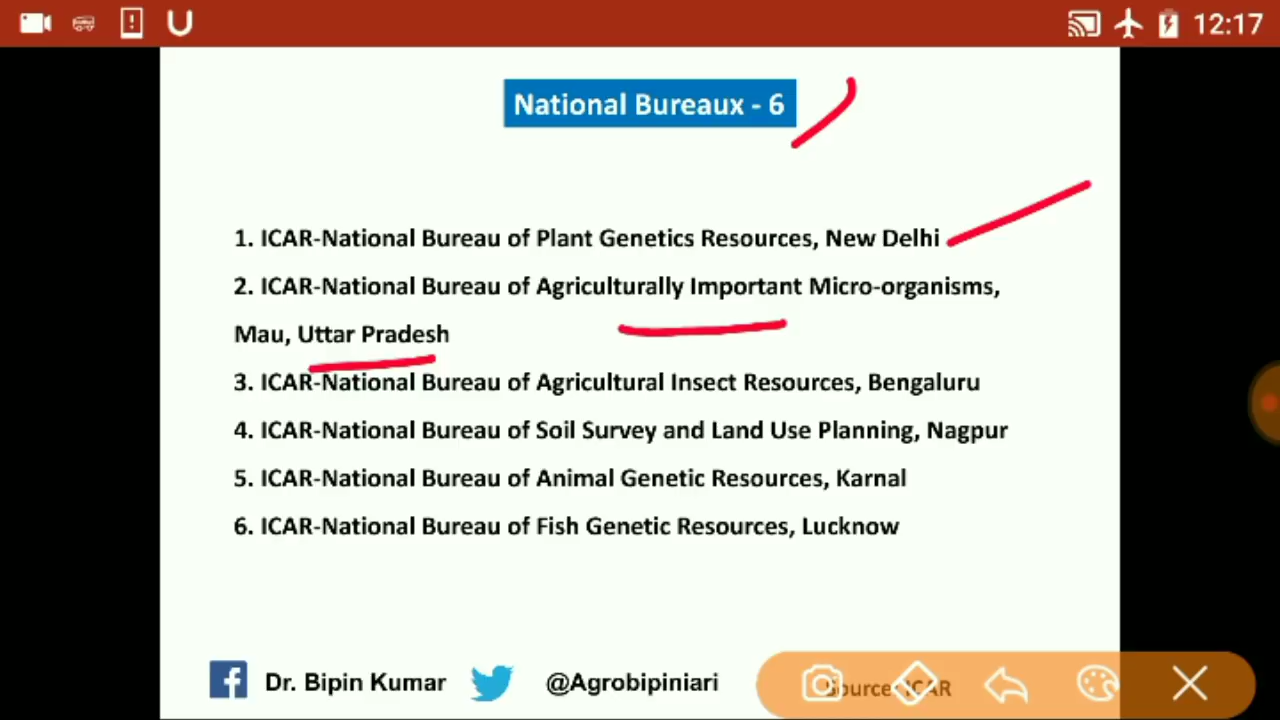 12:17
National Bureaux - 6
1. ICAR-National Bureau of Plant Genetics Resources, New Delhi
2. ICAR-National Bureau of Agriculturally Important Micro-organisms,
Mau, Uttar Pradesh
3. ICAR-National Bureau of Agricultural Insect Resources, Bengaluru
4. ICAR-National Bureau of Soil Survey and Land Use Planning, Nagpur
5. ICAR-National Bureau of Animal Genetic Resources, Karnal
6. ICAR-National Bureau of Fish Genetic Resources, Lucknow
Dr. Bipin Kumar @Agrobipiniari Source: ICAR